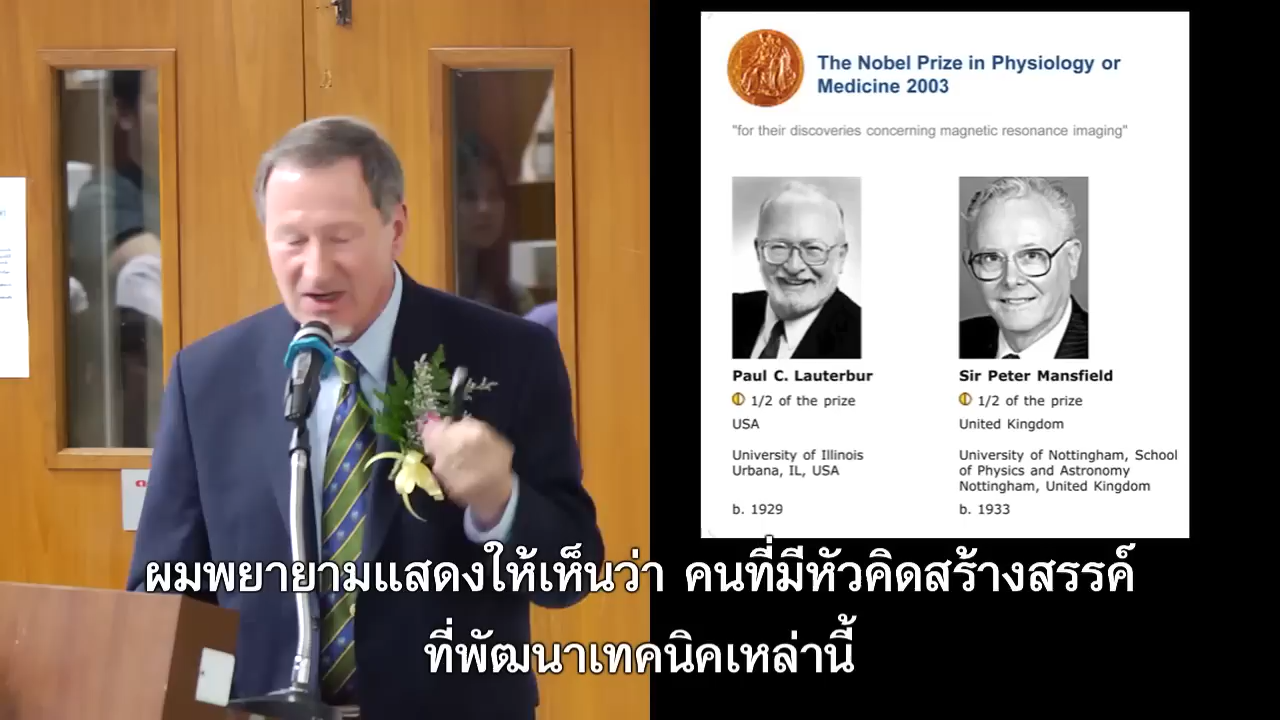 The Nobel Prize in Physiology or
Medicine 2003
"for their discoveries concerning magnetic resonance imaging"
Paul C. Lauterbur
1/2 of the prize
USA
University of Illinois
Urbana, IL, USA
b. 1929
Sir Peter Mansfield
1/2 of the prize
United Kingdom
University of Nottingham, School
of Physics and Astronomy
Nottingham, United Kingdom
b. 1933
ผมพยายามแสดงให้เห็นว่า คนที่มีหัวคิดสร้างสรรค์
ที่พัฒนาเทคนิคเหล่านี้